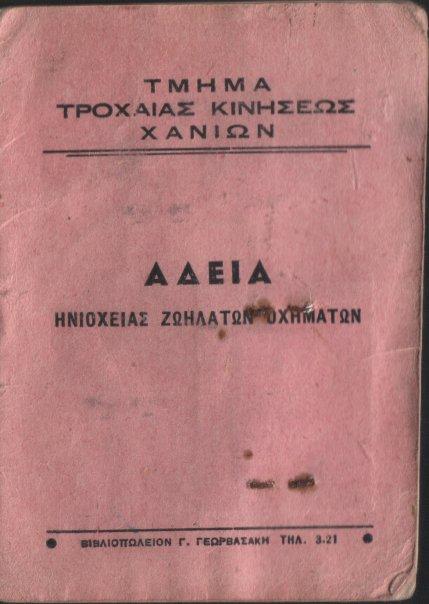 ΤΜΗΜΑ
ΤΡΟΧΑΙΑΣ ΚΙΝΗΣΕΩΣ
ΧΑΝΙΩΝ
ΑΔΕΙΑ
ΗΝΙΟΧΕΙΑΣ ΖΩΗΛΑΤΩΝ ΟΧΗΜΑΤΩΝ
ΒΙΒΛΙΟΠΩΛΕΙΟΝ Γ. ΓΕΩΡΒΑΣΑΚΗ ΤΗΛ. 3-21